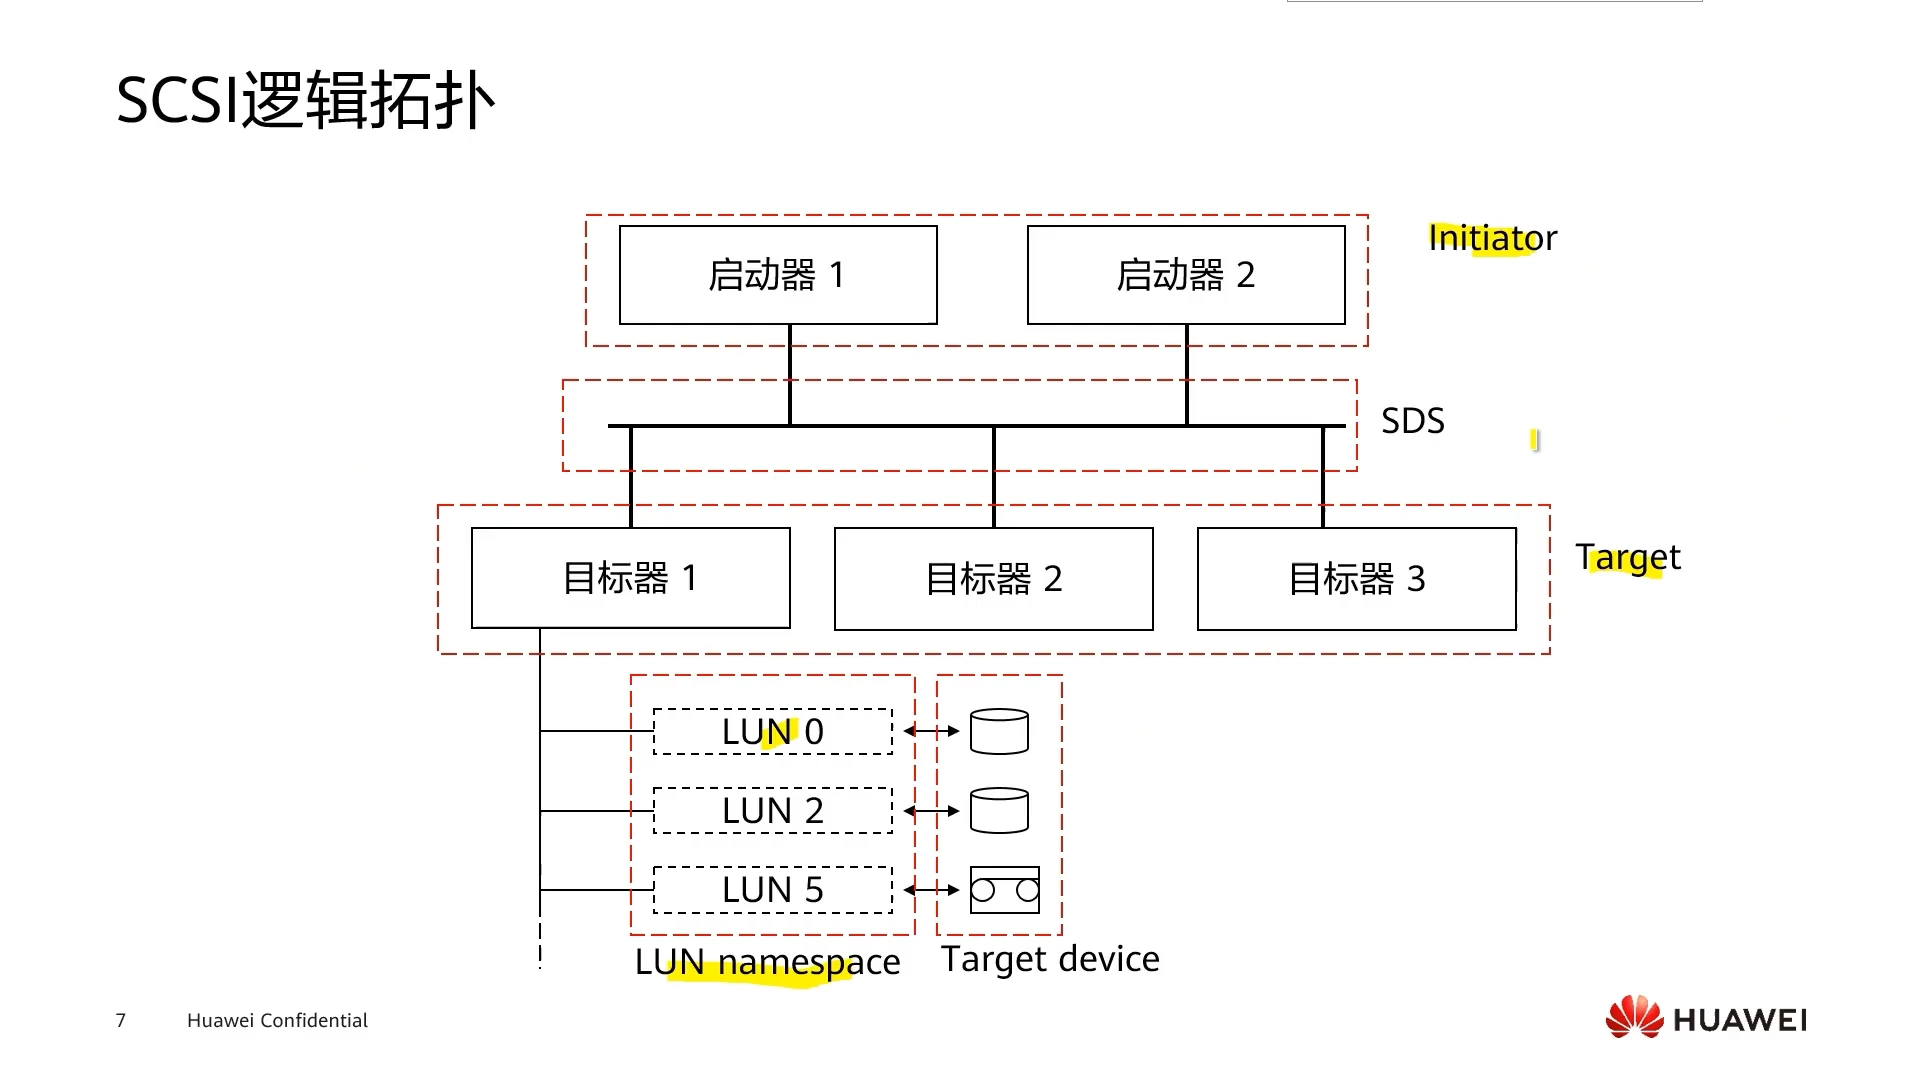 SCSI逻辑拓扑
启动器 1
启动器 2
Initiator
SDS
目标器 1
目标器 2
目标器 3
Target
LUN 0
LUN 2
LUN 5
LUN namespace
Target device
7
Huawei Confidential
HUAWEI